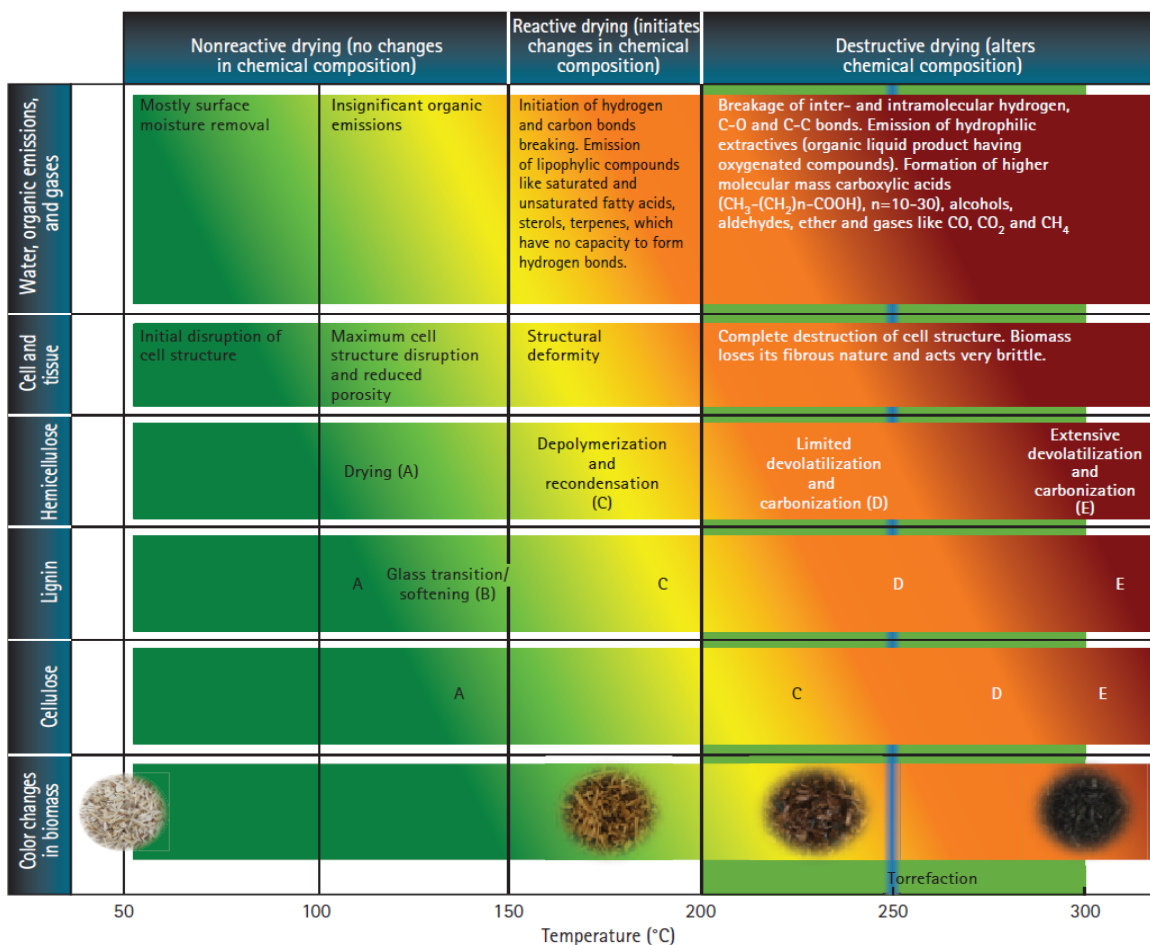 Nonreactive drying (no changes
in chemical composition)
Reactive drying (initiates
changes in chemical
composition)
Destructive drying (alters
chemical composition)
Water, organic emissions,
and gases
Mostly surface
moisture removal
Insignificant organic
emissions
Initiation of hydrogen
and carbon bonds
breaking. Emission
of lipophylic compounds
like saturated and
unsaturated fatty acids,
sterols, terpenes, which
have no capacity to form
hydrogen bonds.
Breakage of inter- and intramolecular hydrogen,
C-O and C-C bonds. Emission of hydrophilic
extractives (organic liquid product having
oxygenated compounds). Formation of higher
molecular mass carboxylic acids
(CH₃-(CH₂)n-COOH), n=10-30), alcohols,
aldehydes, ether and gases like CO, CO₂ and CH₄
Cell and
tissue
Initial disruption of
cell structure
Maximum cell
structure disruption
and reduced
porosity
Structural
deformity
Complete destruction of cell structure. Biomass
loses its fibrous nature and acts very brittle.
Hemicellulose
Drying (A)
Depolymerization
and
recondensation
(C)
Limited
devolatilization
and
carbonization (D)
Extensive
devolatilization
and
carbonization
(E)
Lignin
A
Glass transition/
softening (B)
C
D
E
Cellulose
A
C
D
E
Color changes
in biomass
Torrefaction
50
100
150
200
250
300
Temperature (°C)